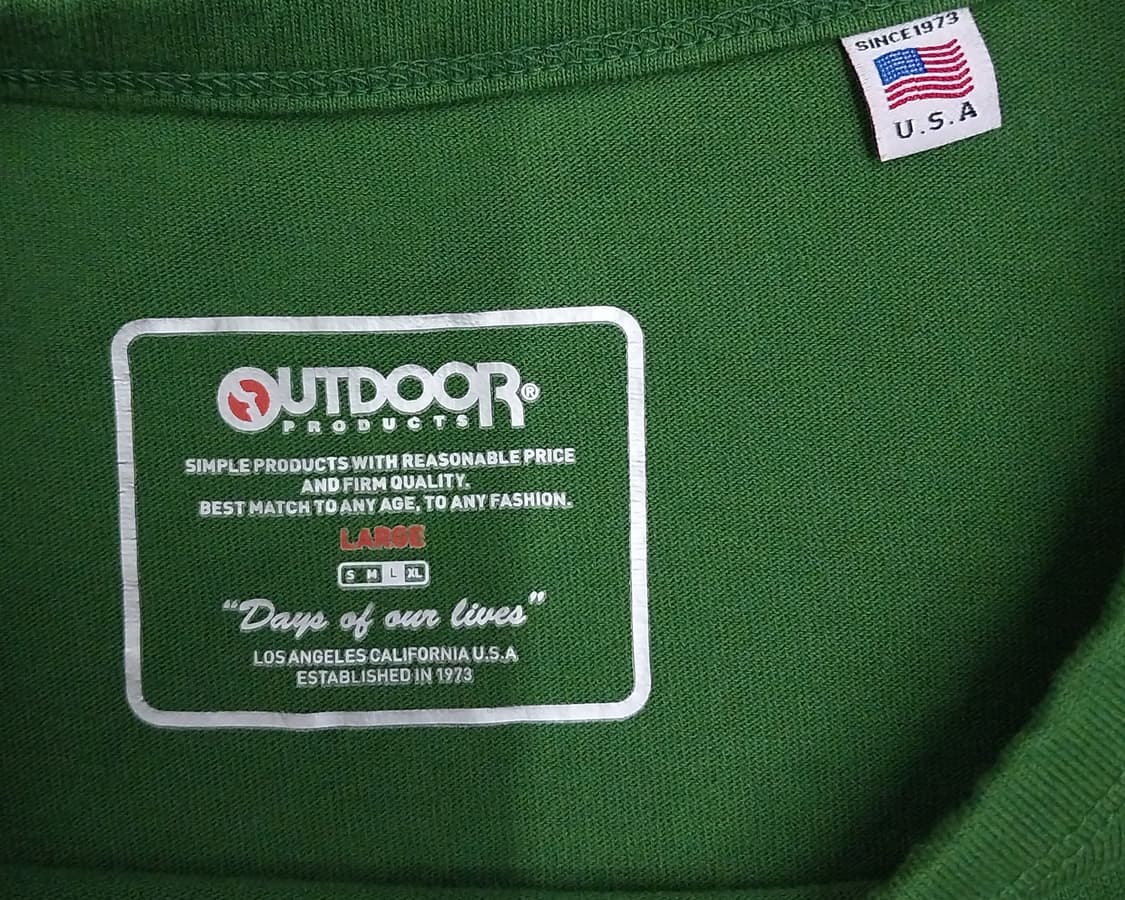 SINCE1973
U.S.A
OUTDOOR®
PRODUCTS
SIMPLE PRODUCTS WITH REASONABLE PRICE
AND FIRM QUALITY.
BEST MATCH TO ANY AGE, TO ANY FASHION.
LARGE
S M L XL
"Days of our lives"
LOS ANGELES CALIFORNIA U.S.A
ESTABLISHED IN 1973